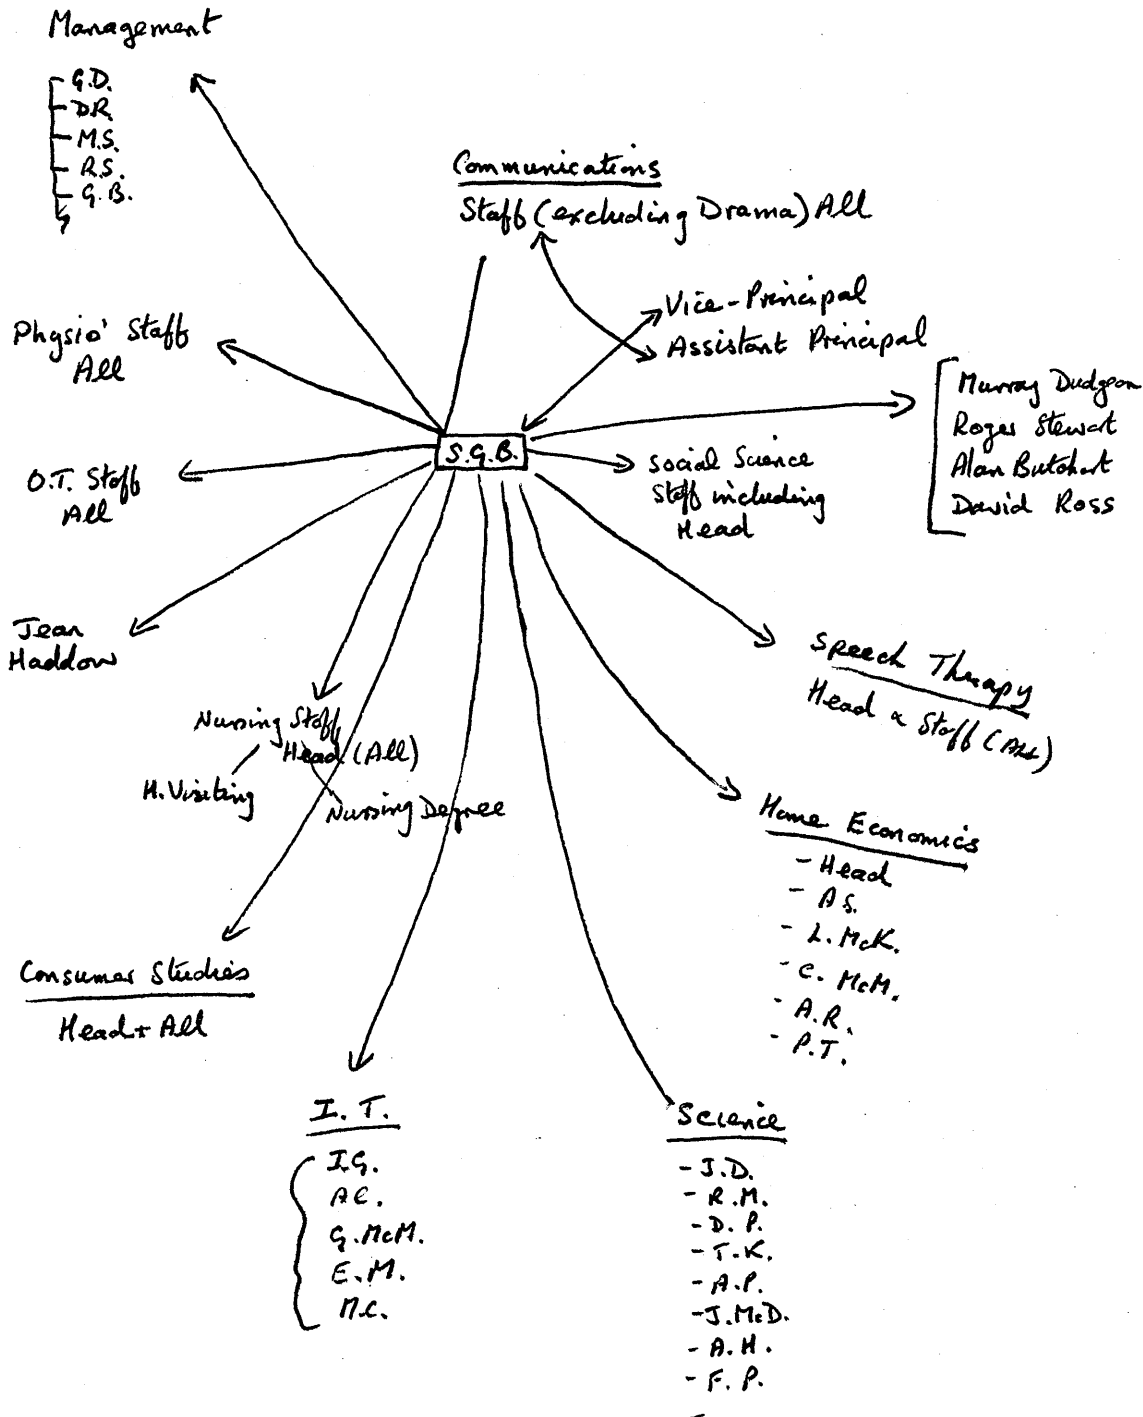 Management
G.D.
D.R.
M.S.
R.S.
G.B.
Communications
Staff (excluding Drama) All
Vice-Principal
Assistant Principal
Physio' Staff
All
Murray Dudgeon
Roger Stewart
Alan Butchart
David Ross
S.G.B.
Social Science
Staff including
Head
O.T. Staff
All
Jean
Haddow
Speech Therapy
Head & Staff (All)
Nursing Staff
Head (All)
H. Visiting
Nursing Degree
Home Economics
- Head
- A S.
- L. McK.
- C. McM.
- A.R.
- P.T.
Consumer Studies
Head + All
I. T.
I.G.
A C.
G. McM.
E. M.
M.C.
Science
- J.D.
- R.M.
- D. P.
- T. K.
- A.P.
- J. McD.
- A. H.
- F. P.